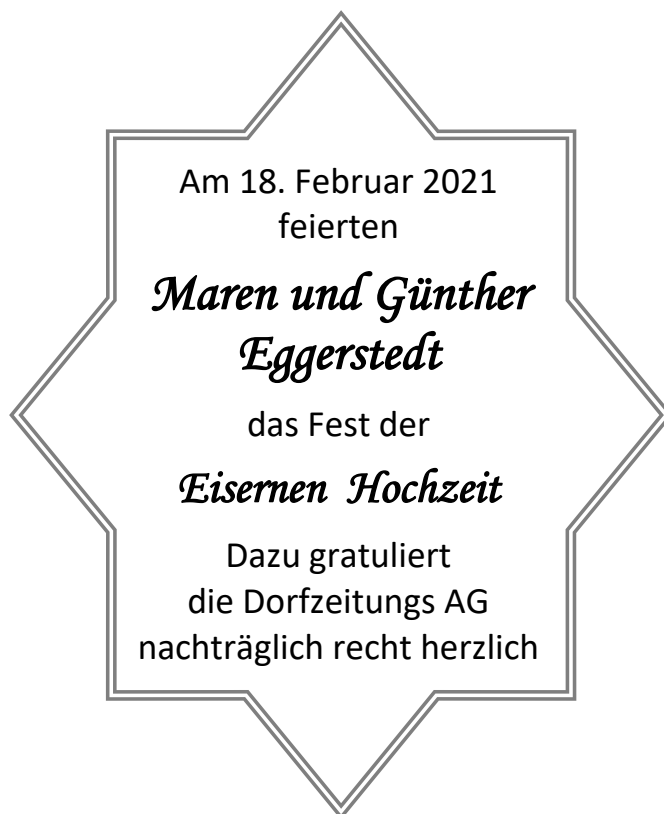 Am 18. Februar 2021
feierten
Maren und Günther
Eggerstedt
das Fest der
Eisernen Hochzeit
Dazu gratuliert
die Dorfzeitungs AG
nachträglich recht herzlich